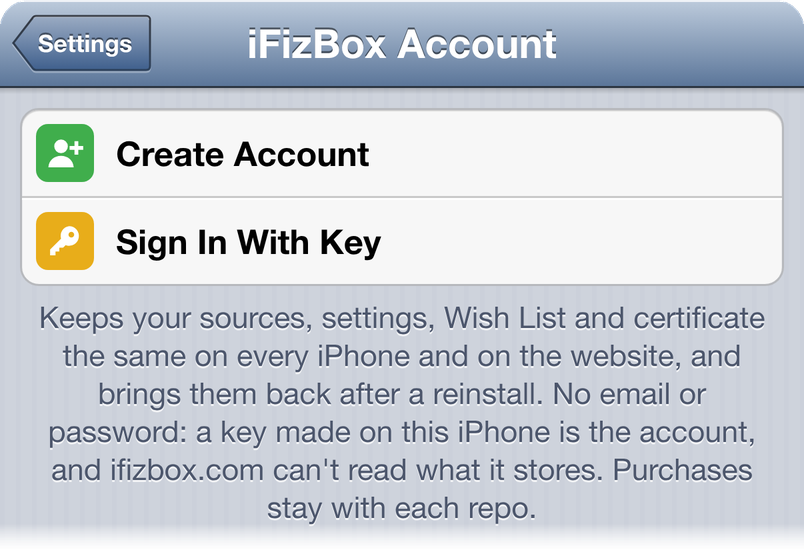 Settings
iFizBox Account
Create Account
Sign In With Key
Keeps your sources, settings, Wish List and certificate
the same on every iPhone and on the website, and
brings them back after a reinstall. No email or
password: a key made on this iPhone is the account,
and ifizbox.com can't read what it stores. Purchases
stay with each repo.